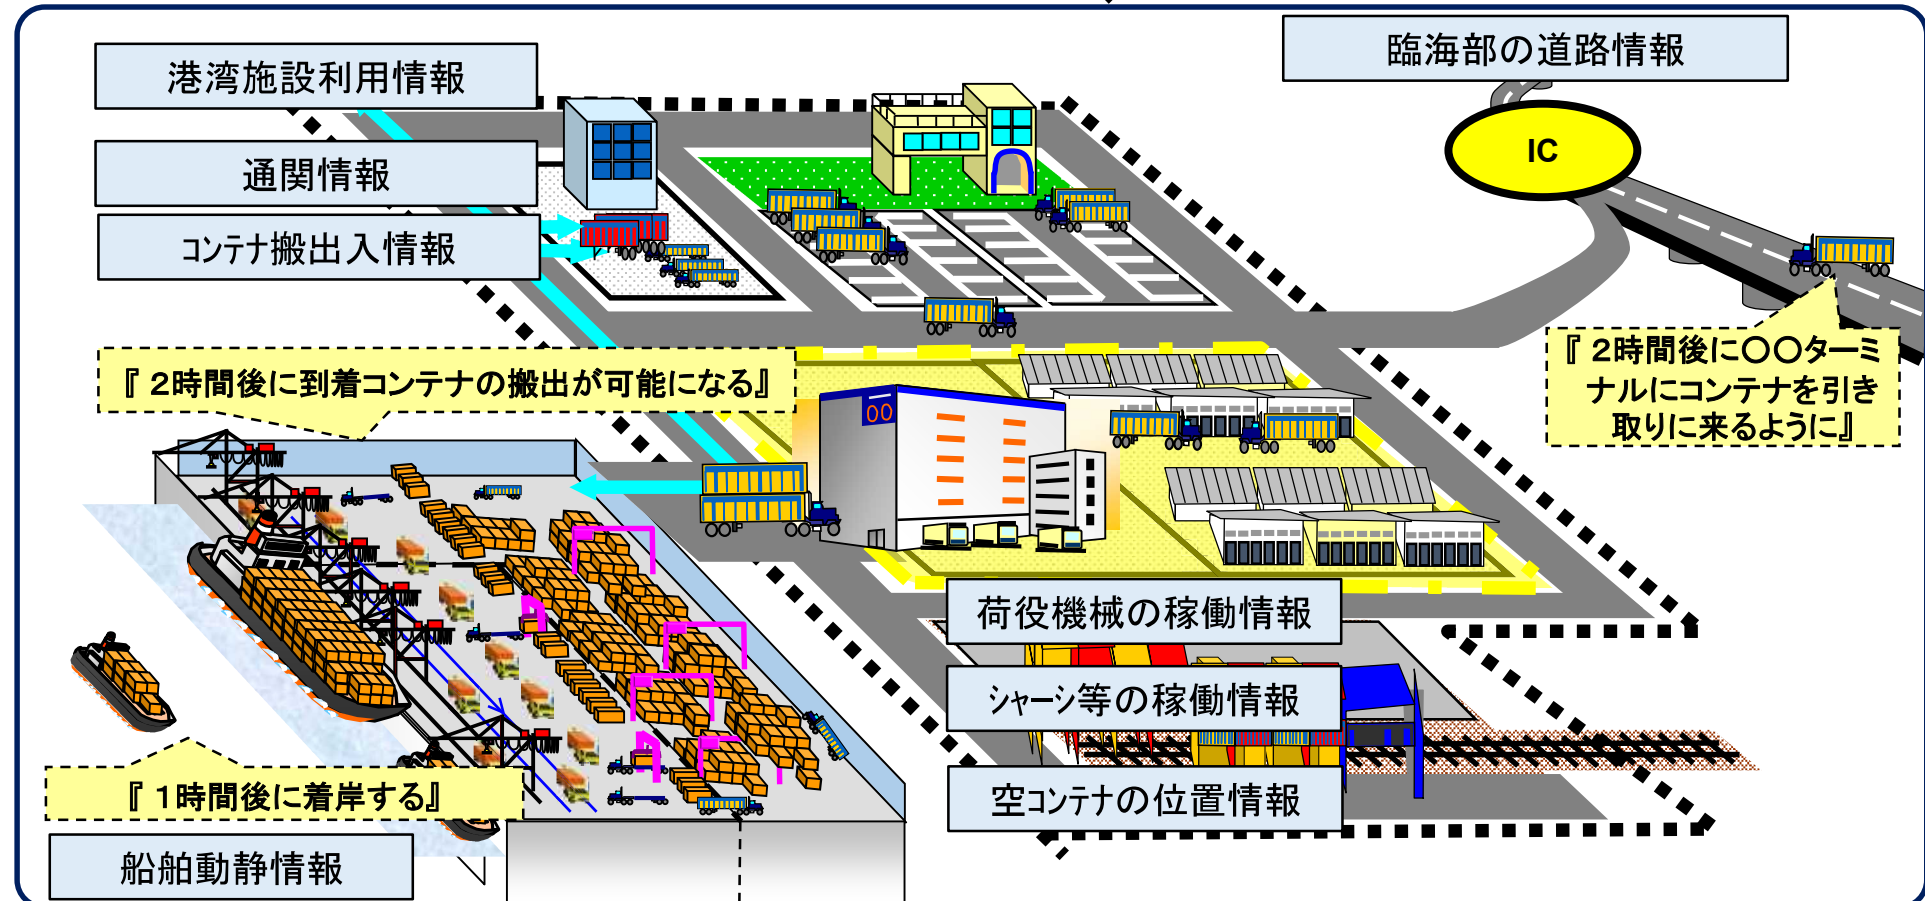 港湾施設利用情報
臨海部の道路情報
通関情報
IC
コンテナ搬出入情報
『２時間後に〇〇ターミ
ナルにコンテナを引き
取りに来るように』
『２時間後に到着コンテナの搬出が可能になる』
〇〇
荷役機械の稼働情報
シャーシ等の稼働情報
空コンテナの位置情報
『１時間後に着岸する』
船舶動静情報